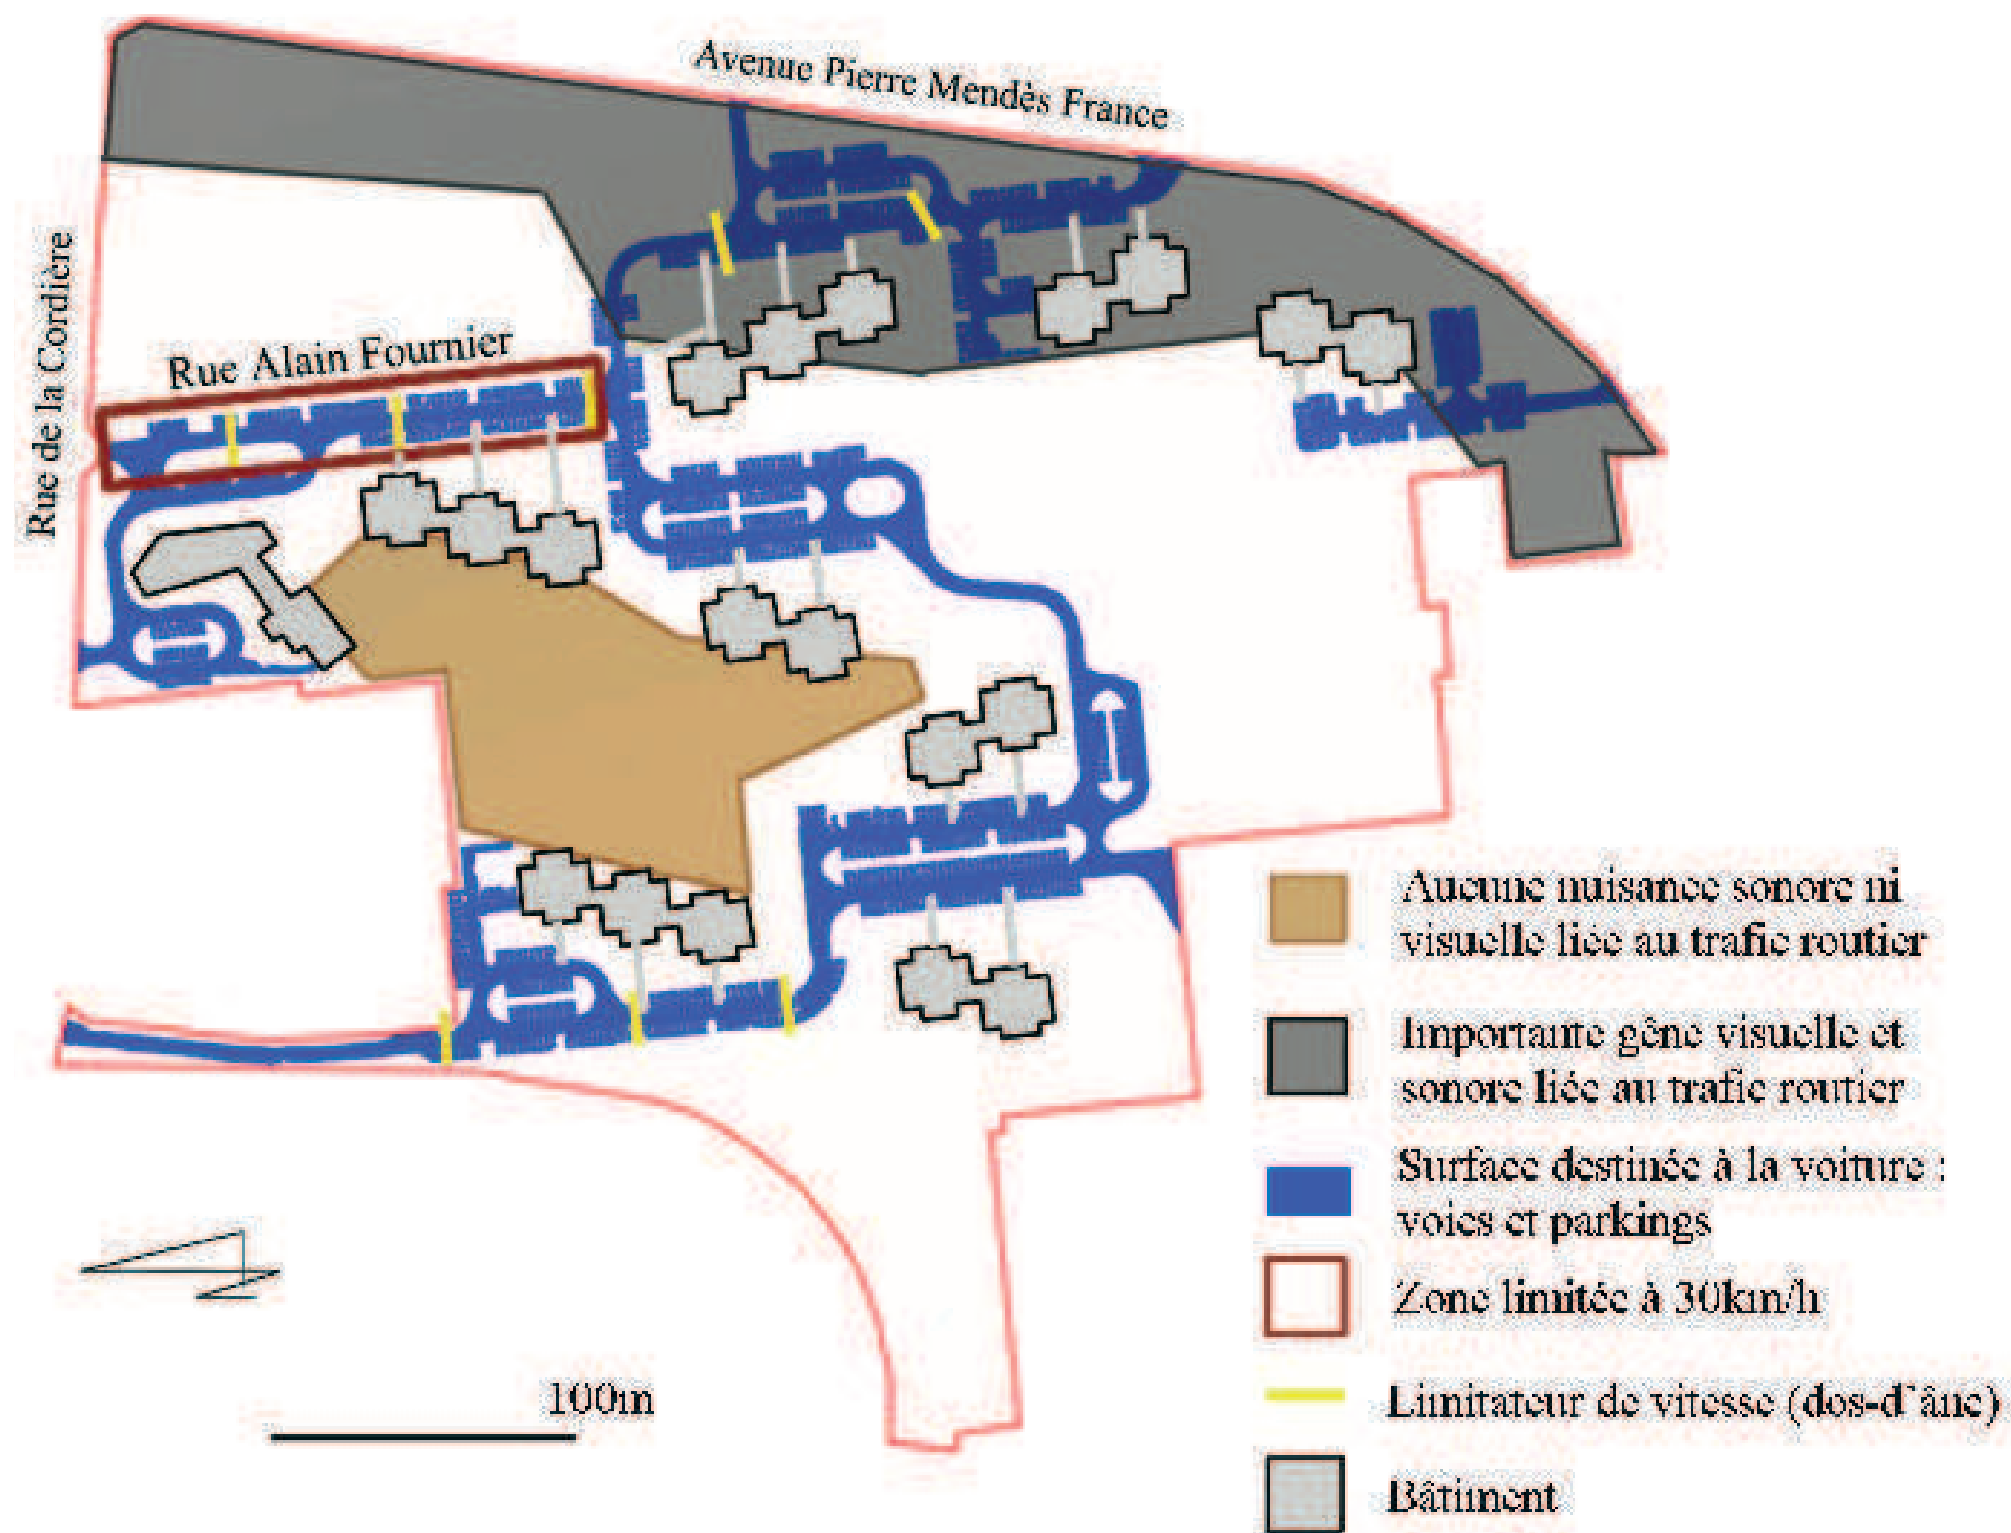 Avenue Pierre Mendès France
Rue de la Cordière
Rue Alain Fournier
Aucune nuisance sonore ni
visuelle liée au trafic routier
Importante gêne visuelle et
sonore liée au trafic routier
Surface destinée à la voiture :
voies et parkings
Zone limitée à 30km/h
Limitateur de vitesse (dos-d'âne)
Bâtiment
100m